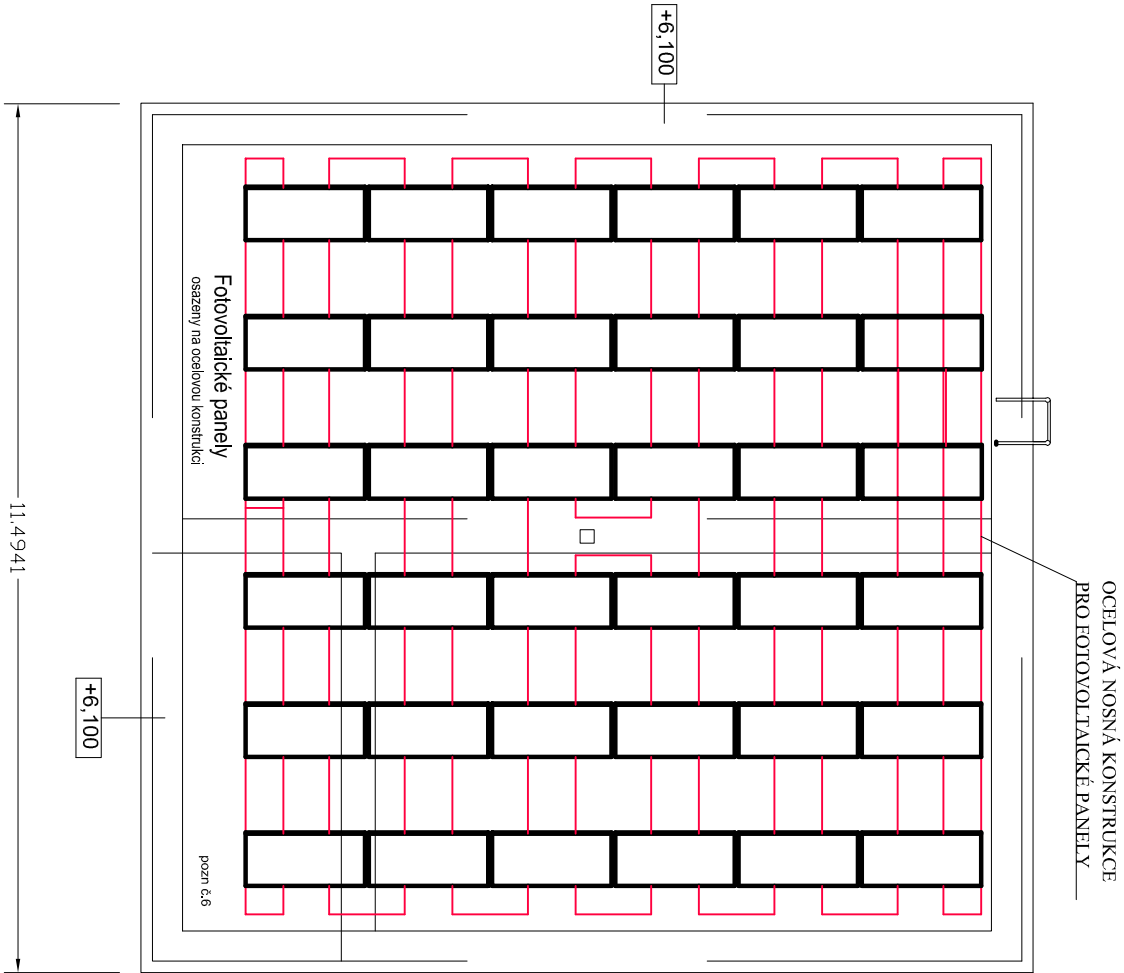 +6,100
OCELOVÁ NOSNÁ KONSTRUKCE
PRO FOTOVOLTAICKÉ PANELY
Fotovoltaické panely
osazeny na ocelovou konstrukci
11.4941
+6,100
pozn č.6